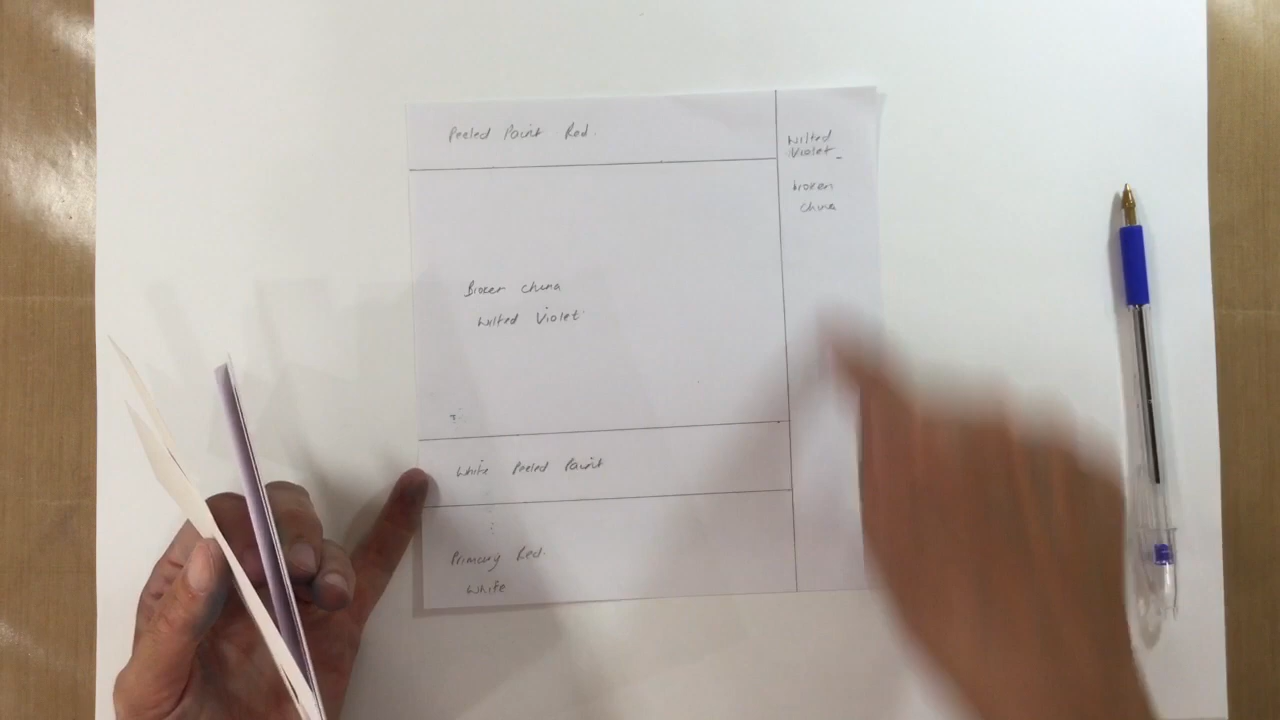 Peeled Paint Red.
Wilted
Violet
broken
china
Broken china
Wilted Violet
White Peeled Paint
Primary Red.
White